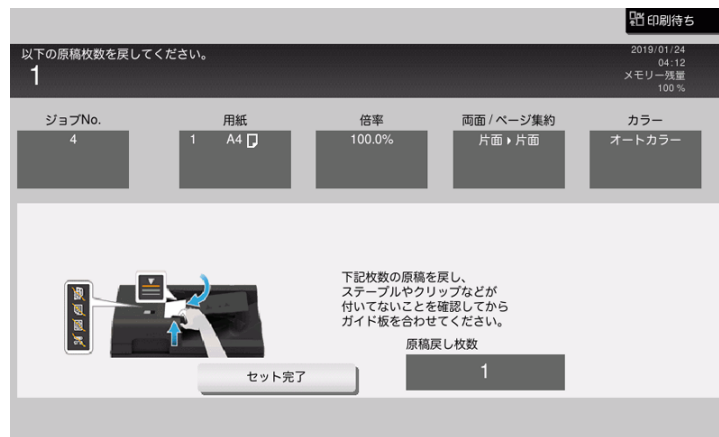 印刷待ち
以下の原稿枚数を戻してください。
1
2019/01/24
04:12
メモリー残量
100 %
ジョブNo.
4
用紙
1 A4
倍率
100.0%
両面 / ページ集約
片面 ▸ 片面
カラー
オートカラー
下記枚数の原稿を戻し、
ステープルやクリップなどが
付いてないことを確認してから
ガイド板を合わせてください。
原稿戻し枚数
1
セット完了